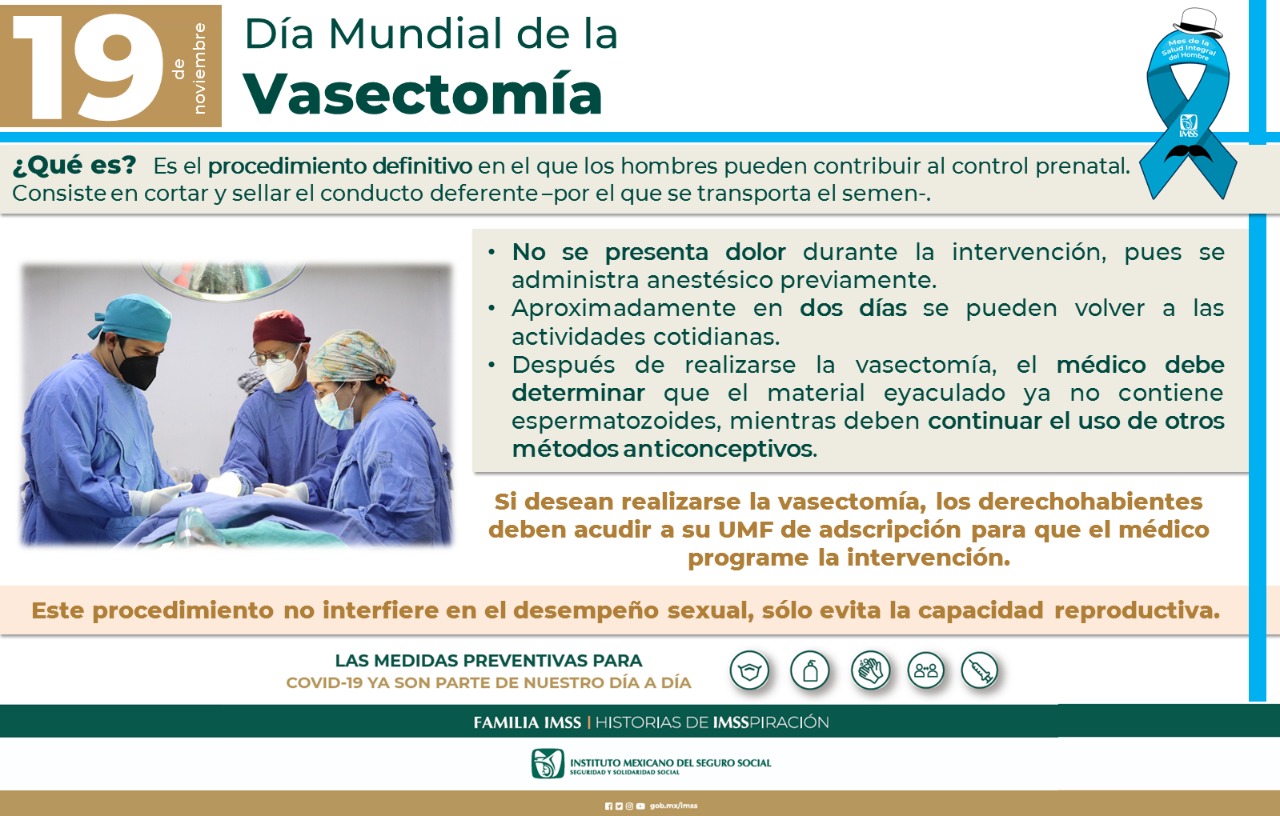 19
de
noviembre
Día Mundial de la
Vasectomía
Mes de la
Salud Integral
del Hombre
IMSS
¿Qué es? Es el procedimiento definitivo en el que los hombres pueden contribuir al control prenatal.
Consiste en cortar y sellar el conducto deferente –por el que se transporta el semen-.
• No se presenta dolor durante la intervención, pues se
administra anestésico previamente.
• Aproximadamente en dos días se pueden volver a las
actividades cotidianas.
• Después de realizarse la vasectomía, el médico debe
determinar que el material eyaculado ya no contiene
espermatozoides, mientras deben continuar el uso de otros
métodos anticonceptivos.
Si desean realizarse la vasectomía, los derechohabientes
deben acudir a su UMF de adscripción para que el médico
programe la intervención.
Este procedimiento no interfiere en el desempeño sexual, sólo evita la capacidad reproductiva.
LAS MEDIDAS PREVENTIVAS PARA
COVID-19 YA SON PARTE DE NUESTRO DÍA A DÍA
FAMILIA IMSS | HISTORIAS DE IMSSPIRACIÓN
INSTITUTO MEXICANO DEL SEGURO SOCIAL
SEGURIDAD Y SOLIDARIDAD SOCIAL
gob.mx/imss